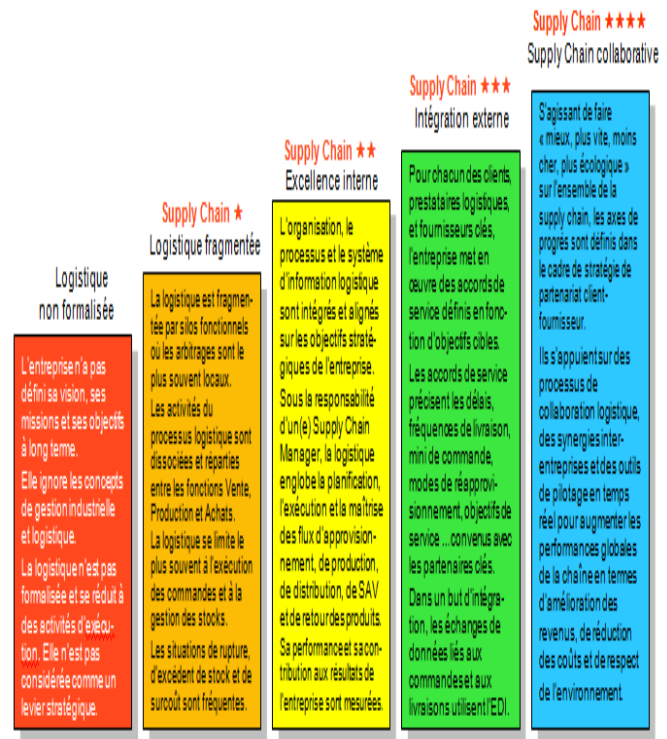 Logistique
non formalisée
L'entreprise n'a pas
défini sa vision, ses
missions et ses objectifs
à long terme.
Elle ignore les concepts
de gestion industrielle
et logistique.
La logistique n'est pas
formalisée et se réduit à
des activités d'exécu-
tion. Elle n'est pas
considérée comme un
levier stratégique.
Supply Chain ★
Logistique fragmentée
La logistique est fragmen-
tée par silos fonctionnels
où les arbitrages sont le
plus souvent locaux.
Les activités du
processus logistique sont
dissociées et réparties
entre les fonctions Vente,
Production et Achats.
La logistique se limite le
plus souvent à l'exécution
des commandes et à la
gestion des stocks.
Les situations de rupture,
d'excédent de stock et de
surcoût sont fréquentes.
Supply Chain ★★
Excellence interne
L'organisation, le
processus et le système
d'information logistique
sont intégrés et alignés
sur les objectifs straté-
giques de l'entreprise.
Sous la responsabilité
d'un(e) Supply Chain
Manager, la logistique
englobe la planification,
l'exécution et la maîtrise
des flux d'approvision-
nement, de production,
de distribution, de SAV
et de retour des produits.
Sa performance et sa con-
tribution aux résultats de
l'entreprise sont mesurées.
Supply Chain ★★★
Intégration externe
Pour chacun des clients,
prestataires logistiques,
et fournisseurs clés,
l'entreprise met en
œuvre des accords de
service définis en fonc-
tion d'objectifs cibles.
Les accords de service
précisent les délais,
fréquences de livraison,
mini de commande,
modes de réapprovi-
sionnement, objectifs de
service ... convenus avec
les partenaires clés.
Dans un but d'intégra-
tion, les échanges de
données liés aux
commandes et aux
livraisons utilisent l'EDI.
Supply Chain ★★★★
Supply Chain collaborative
S'agissant de faire
« mieux, plus vite, moins
cher, plus écologique »
sur l'ensemble de la
supply chain, les axes de
progrès sont définis dans
le cadre de stratégie de
partenariat client-
fournisseur.
Ils s'appuient sur des
processus de
collaboration logistique,
des synergies inter-
entreprises et des outils
de pilotage en temps
réel pour augmenter les
performances globales
de la chaîne en termes
d'amélioration des
revenus, de réduction
des coûts et de respect
de l'environnement.